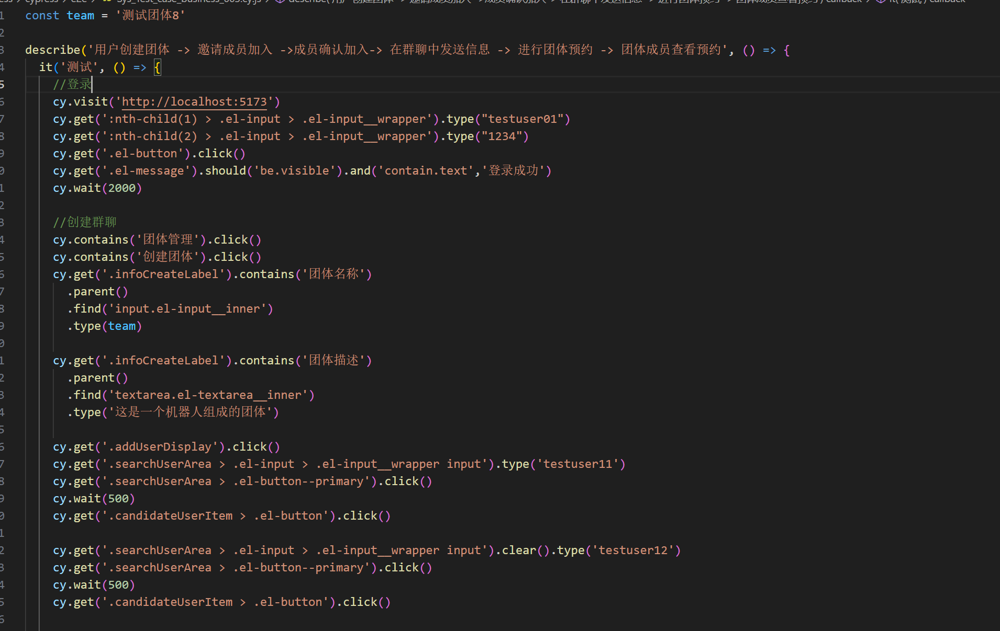 const team = '测试团体8'
describe('用户创建团体 -> 邀请成员加入 ->成员确认加入-> 在群聊中发送信息 -> 进行团体预约 -> 团体成员查看预约', () => {
it('测试', () => {
//登录
cy.visit('http://localhost:5173')
cy.get(':nth-child(1) > .el-input > .el-input__wrapper').type("testuser01")
cy.get(':nth-child(2) > .el-input > .el-input__wrapper').type("1234")
cy.get('.el-button').click()
cy.get('.el-message').should('be.visible').and('contain.text','登录成功')
cy.wait(2000)
//创建群聊
cy.contains('团体管理').click()
cy.contains('创建团体').click()
cy.get('.infoCreateLabel').contains('团体名称')
.parent()
.find('input.el-input__inner')
.type(team)
cy.get('.infoCreateLabel').contains('团体描述')
.parent()
.find('textarea.el-textarea__inner')
.type('这是一个机器人组成的团体')
cy.get('.addUserDisplay').click()
cy.get('.searchUserArea > .el-input > .el-input__wrapper input').type('testuser11')
cy.get('.searchUserArea > .el-button--primary').click()
cy.wait(500)
cy.get('.candidateUserItem > .el-button').click()
cy.get('.searchUserArea > .el-input > .el-input__wrapper input').clear().type('testuser12')
cy.get('.searchUserArea > .el-button--primary').click()
cy.wait(500)
cy.get('.candidateUserItem > .el-button').click()